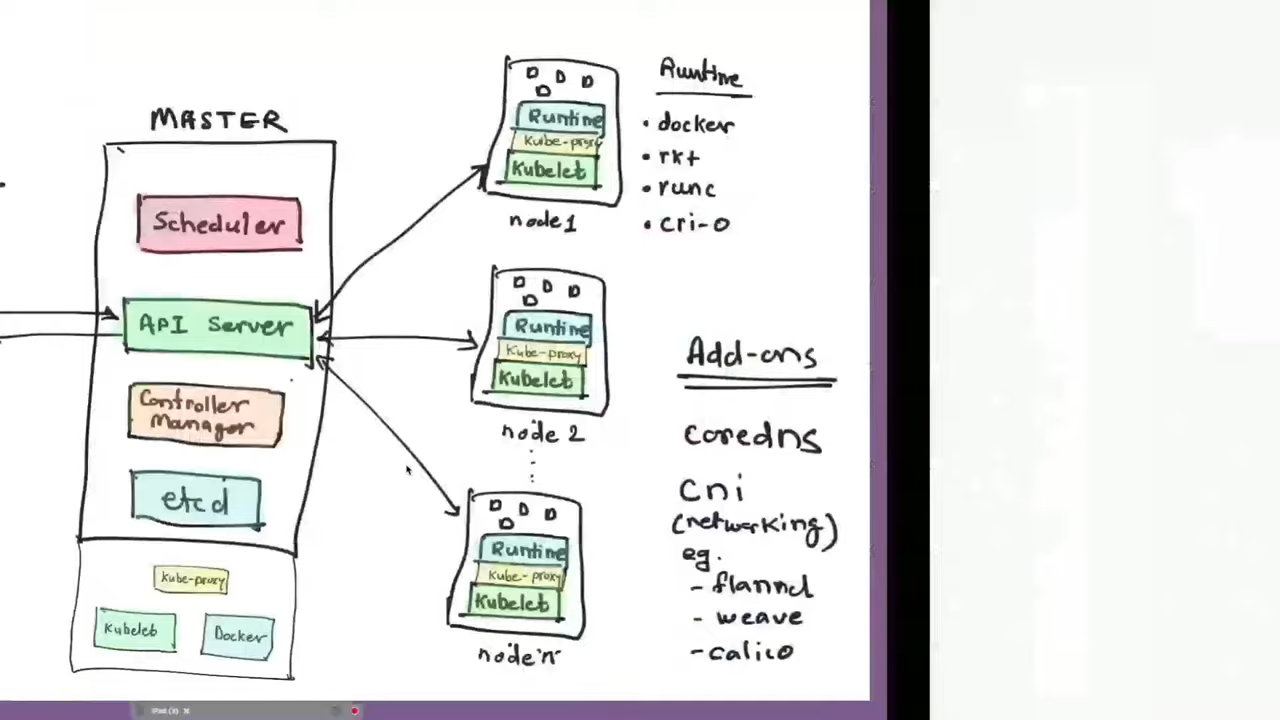 MASTER
Scheduler
API Server
Controller
Manager
etcd
Kube-proxy
Kubelet
Docker
Runtime
Kube-proxy
Kubelet
node1
Runtime
Kube-proxy
Kubelet
node 2
Runtime
Kube-proxy
Kubelet
node n
Runtime
• docker
• rkt
• runc
• cri-o
Add-ons
coredns
cni
(networking)
eg.
- flannel
- weave
- calico
iPad (3)